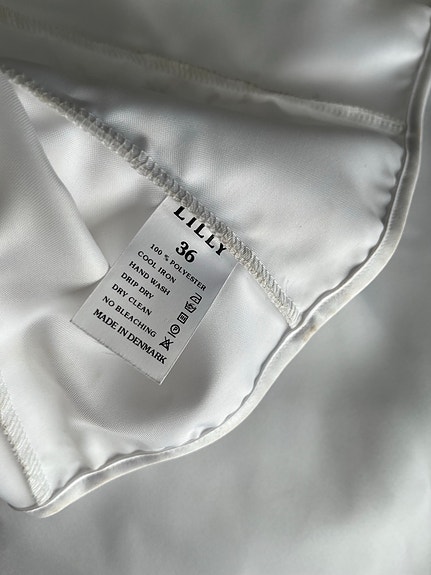 LILLY
36
100 % POLYESTER
COOL IRON
HAND WASH
DRIP DRY
DRY CLEAN
NO BLEACHING
MADE IN DENMARK